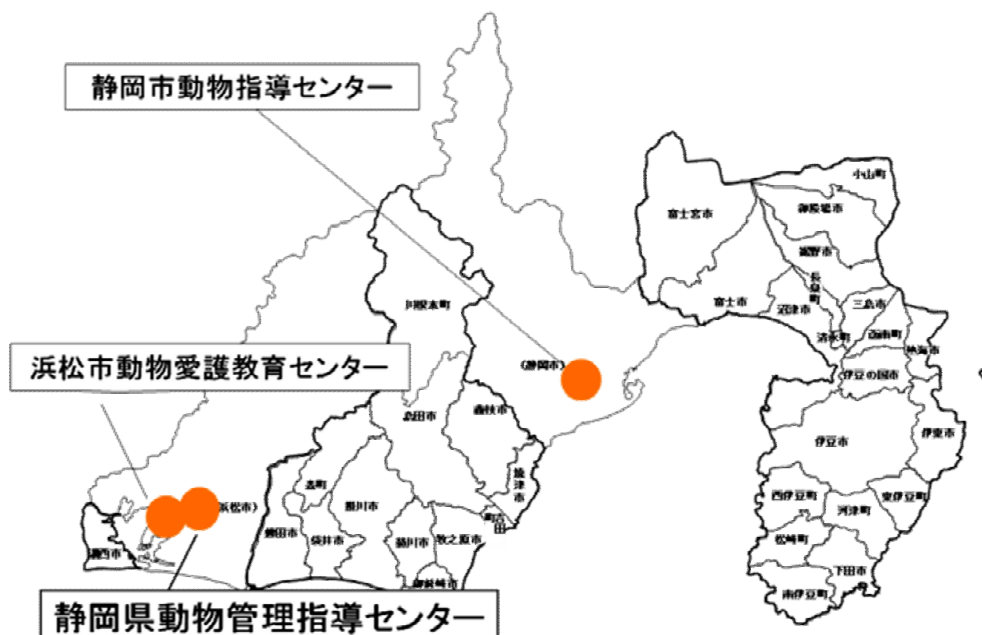 静岡市動物指導センター
小山町
富士宮市
御殿場市
裾野市
長泉町
川根本町
富士市
沼津市
三島市
清水町
函南町
熱海市
(静岡市)
浜松市動物愛護教育センター
伊豆の国市
島田市
藤枝市
伊豆市
伊東市
焼津市
森町
掛川市
西伊豆町
東伊豆町
河津町
浜松市)
吉田町
磐田市
袋井市
菊川市
牧之原市
松崎町
湖西市
御前崎市
下田市
南伊豆町
静岡県動物管理指導センター